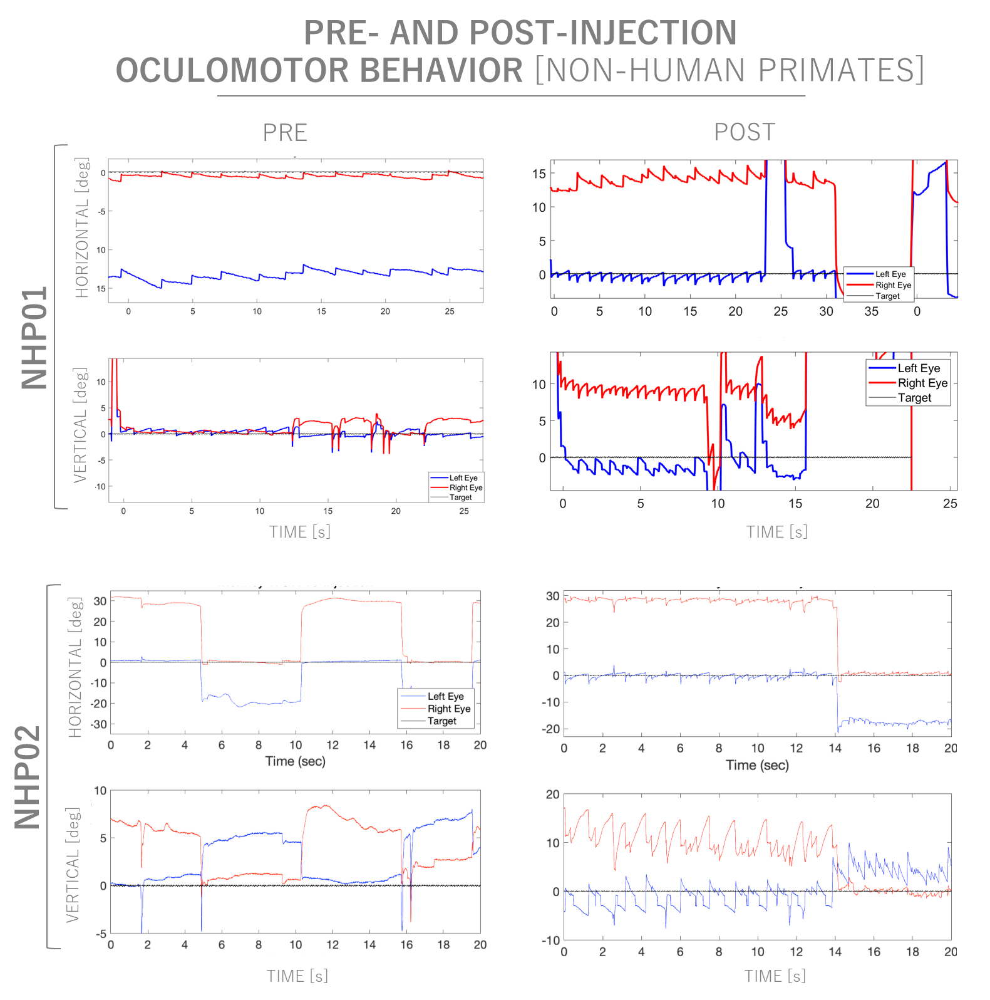 PRE- AND POST-INJECTION
OCULOMOTOR BEHAVIOR [NON-HUMAN PRIMATES]
PRE
POST
NHP01
HORIZONTAL [deg]
0
-5
10
15
0 5 10 15 20 25
15
10
5
0
Left Eye
Right Eye
Target
0 5 10 15 20 25 30 35 0
VERTICAL [deg]
10
5
0
-5
·10
Left Eye
Right Eye
Target
0 5 10 15 20 25
TIME [s]
10
5
0
Left Eye
Right Eye
Target
0 5 10 15 20 25
TIME [s]
NHP02
HORIZONTAL [deg]
30
20
10
0
-10
-20
-30
Left Eye
Right Eye
Target
0 2 4 6 8 10 12 14 16 18 20
Time (sec)
30
20
10
0
-10
-20
0 2 4 6 8 10 12 14 16 18 20
Time (sec)
VERTICAL [deg]
10
5
0
-5
0 2 4 6 8 10 12 14 16 18 20
TIME [s]
20
10
0
-10
0 2 4 6 8 10 12 14 16 18 20
TIME [s]